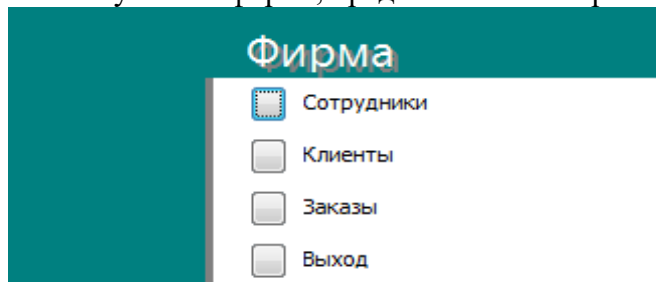 Фирма
Сотрудники
Клиенты
Заказы
Выход